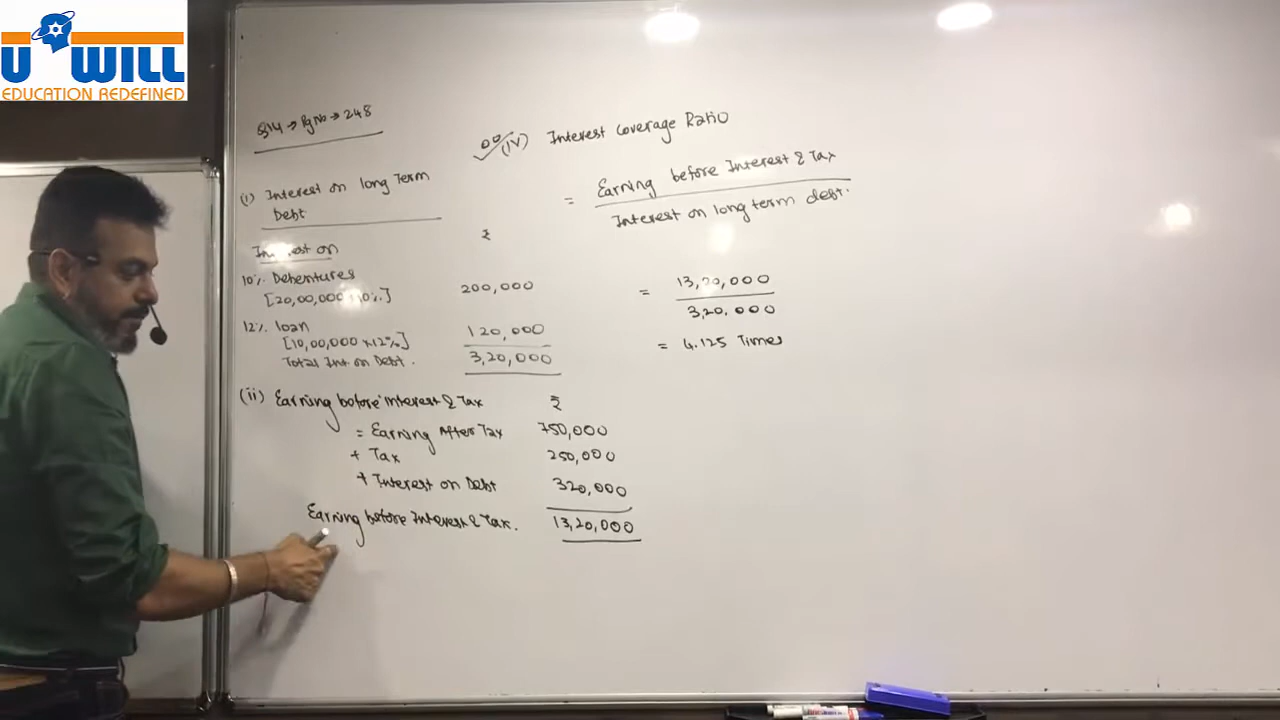 U WILL
EDUCATION REDEFINED
Q14 → Pg No → 248
(i) Interest on long Term
Debt
Interest on
₹
10% Debentures
[20,00,000 × 10%]
200,000
12% loan
[10,00,000 × 12%]
120,000
Total Int on Debt.
3,20,000
(ii) Earning before Interest & Tax
₹
= Earning After Tax 750,000
+ Tax 250,000
+ Interest on Debt 320,000
Earning before Interest & Tax. 13,20,000
(iv) Interest Coverage Ratio
= Earning before Interest & Tax
Interest on long term debt.
= 13,20,000
3,20,000
= 4.125 Times